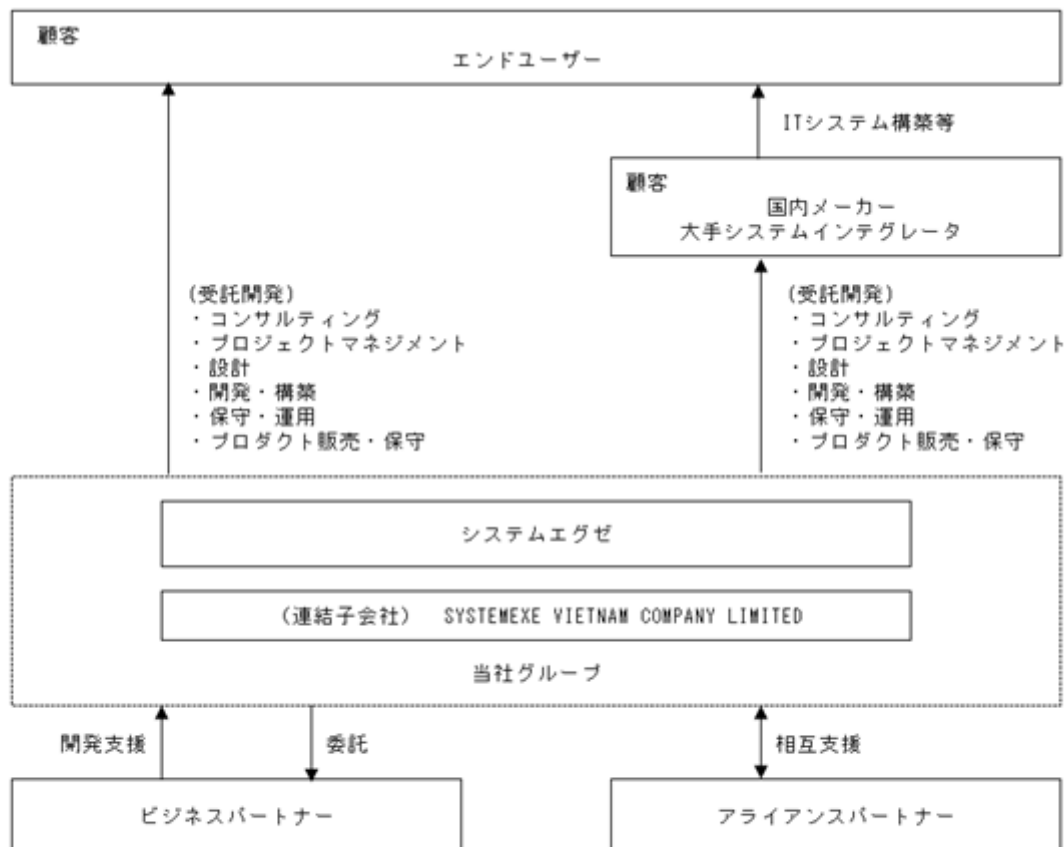 顧客
エンドユーザー
ITシステム構築等
顧客
国内メーカー
大手システムインテグレータ
(受託開発)
・コンサルティング
・プロジェクトマネジメント
・設計
・開発・構築
・保守・運用
・プロダクト販売・保守
(受託開発)
・コンサルティング
・プロジェクトマネジメント
・設計
・開発・構築
・保守・運用
・プロダクト販売・保守
システムエグゼ
(連結子会社) SYSTEMEXE VIETNAM COMPANY LIMITED
当社グループ
開発支援
委託
相互支援
ビジネスパートナー
アライアンスパートナー